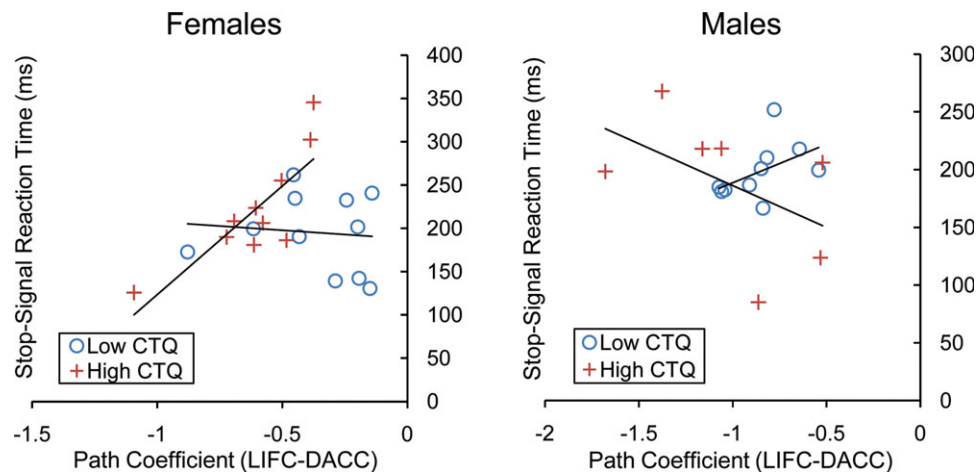 Females
Stop-Signal Reaction Time (ms)
400
350
300
250
200
150
100
50
0
Low CTQ
High CTQ
-1.5
-1
-0.5
0
Path Coefficient (LIFC-DACC)
Males
Stop-Signal Reaction Time (ms)
300
250
200
150
100
50
0
Low CTQ
High CTQ
-2
-1.5
-1
-0.5
0
Path Coefficient (LIFC-DACC)